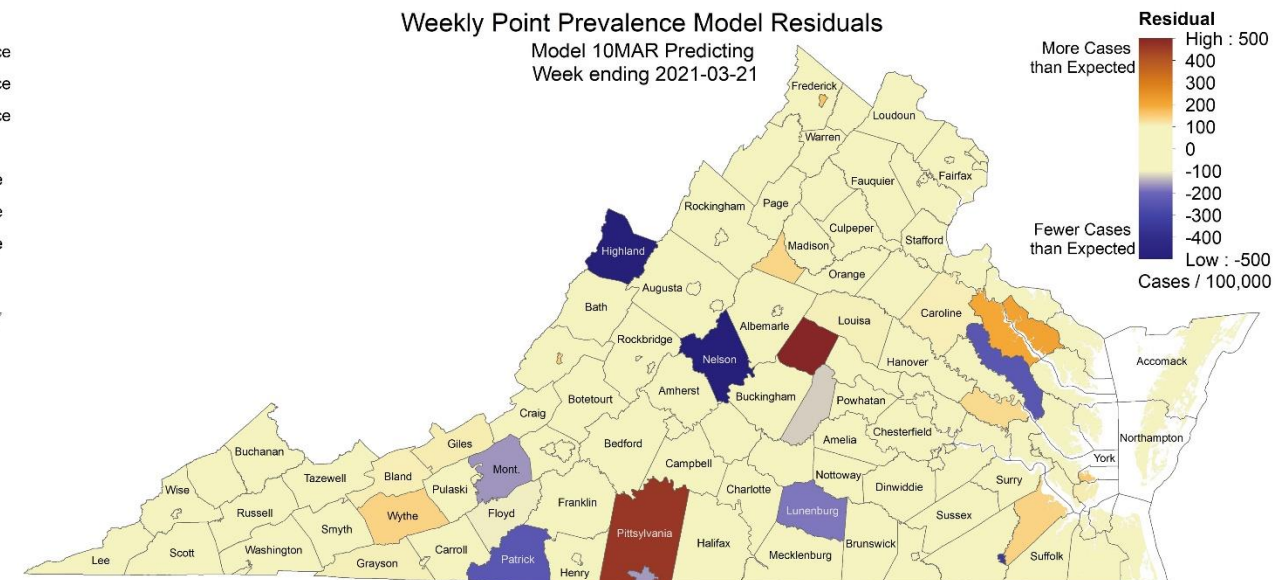 Weekly Point Prevalence Model Residuals
Model 10MAR Predicting
Week ending 2021-03-21
ce
ce
ce
e
e
e
Residual
More Cases
than Expected
High : 500
400
300
200
100
0
-100
-200
-300
-400
Fewer Cases
than Expected
Low : -500
Cases / 100,000
Frederick
Loudoun
Warren
Fairfax
Fauquier
Page
Rockingham
Culpeper
Madison
Stafford
Highland
Orange
Augusta
Bath
Caroline
Louisa
Albemarle
Rockbridge
Nelson
Hanover
Accomack
Amherst
Buckingham
Powhatan
Botetourt
Craig
Chesterfield
Northampton
Amelia
Bedford
Giles
Buchanan
York
Campbell
Mont.
Nottoway
Bland
Tazewell
Surry
Dinwiddie
Charlotte
Pulaski
Wise
Franklin
Lunenburg
Russell
Floyd
Wythe
Sussex
Smyth
Pittsylvania
Halifax
Brunswick
Washington
Carroll
Scott
Mecklenburg
Suffolk
Patrick
Lee
Grayson
Henry